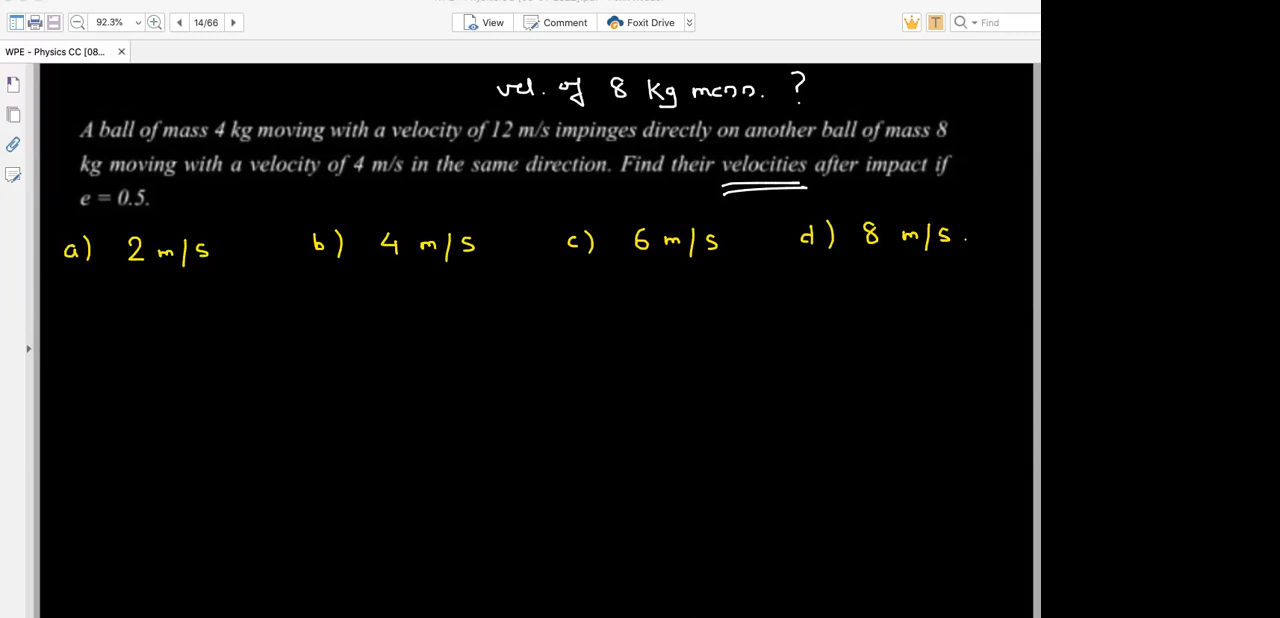 92.3%
14/66
View
Comment
Foxit Drive
T
Find
WPE - Physics CC [08...
vel. of 8 kg mass. ?
A ball of mass 4 kg moving with a velocity of 12 m/s impinges directly on another ball of mass 8
kg moving with a velocity of 4 m/s in the same direction. Find their velocities after impact if
e = 0.5.
a) 2 m/s b) 4 m/s c) 6 m/s d) 8 m/s.